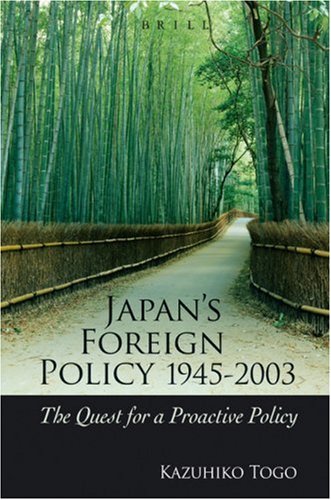 BRILL
JAPAN'S
FOREIGN
POLICY 1945-2003
The Quest for a Proactive Policy
KAZUHIKO TOGO